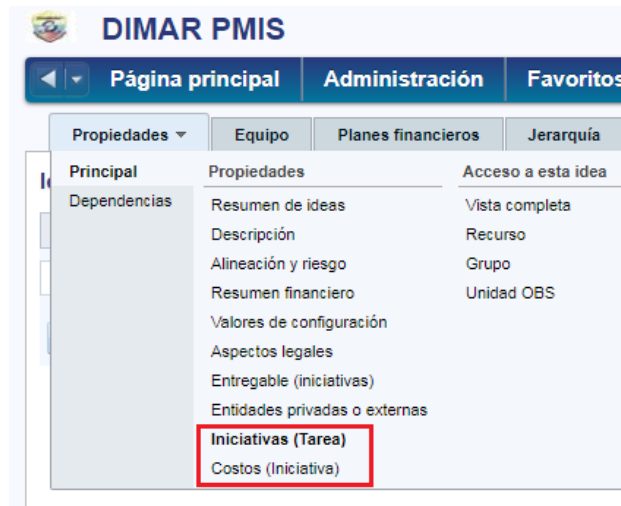 DIMAR PMIS
Página principal Administración Favoritos
Propiedades Equipo Planes financieros Jerarquía
Principal Propiedades Acceso a esta idea
Dependencias Resumen de ideas Vista completa
Descripción Recurso
Alineación y riesgo Grupo
Resumen financiero Unidad OBS
Valores de configuración
Aspectos legales
Entregable (iniciativas)
Entidades privadas o externas
Iniciativas (Tarea)
Costos (Iniciativa)